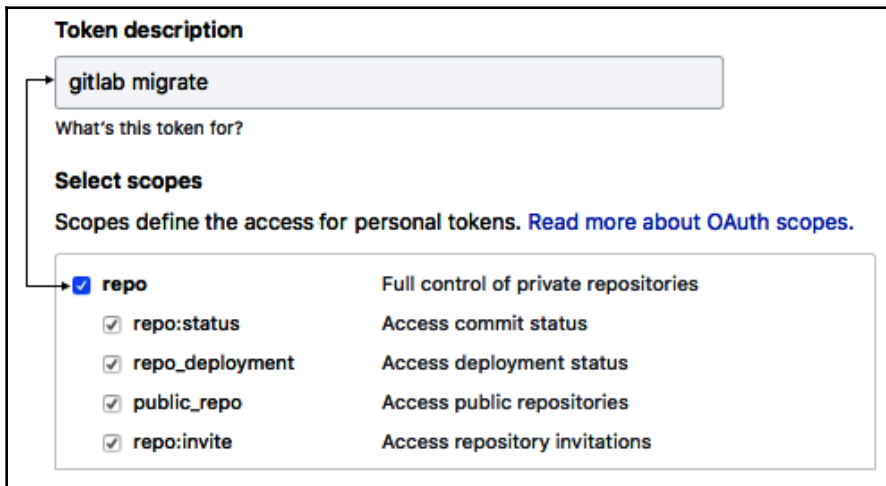 Token description
gitlab migrate
What's this token for?
Select scopes
Scopes define the access for personal tokens. Read more about OAuth scopes.
repo Full control of private repositories
repo:status Access commit status
repo_deployment Access deployment status
public_repo Access public repositories
repo:invite Access repository invitations